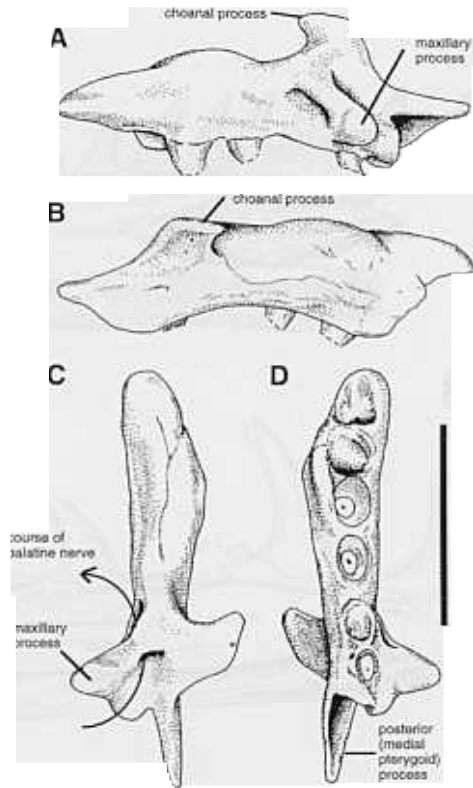 choanal process
A
maxillary
process
choanal process
B
C
D
course of
palatine nerve
maxillary
process
posterior
(medial
pterygoid)
process